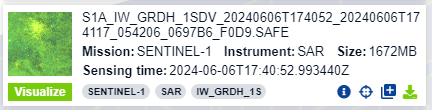 S1A_IW_GRDH_1SDV_20240606T174052_20240606T17
4117_054206_0697B6_F0D9.SAFE
Mission: SENTINEL-1 Instrument: SAR Size: 1672MB
Sensing time: 2024-06-06T17:40:52.993440Z
Visualize SENTINEL-1 SAR IW_GRDH_1S